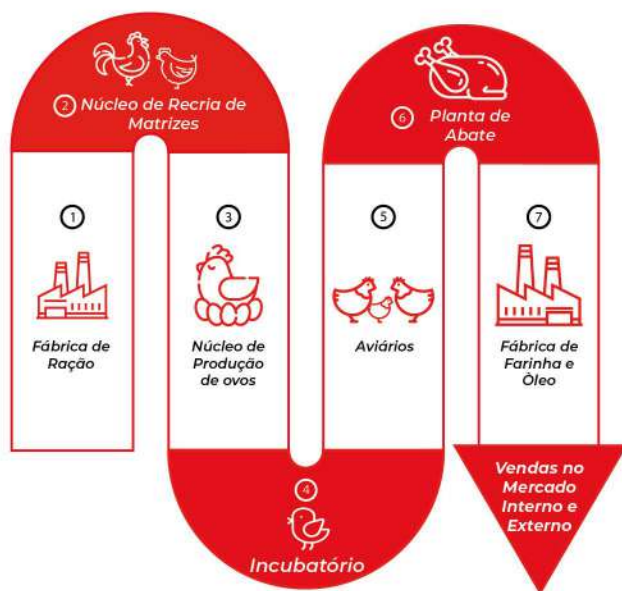 1
Fábrica de
Ração
2 Núcleo de Recria de
Matrizes
3
Núcleo de
Produção
de ovos
4
Incubatório
5
Aviários
6 Planta de
Abate
7
Fábrica de
Farinha e
Òleo
Vendas no
Mercado
Interno e
Externo